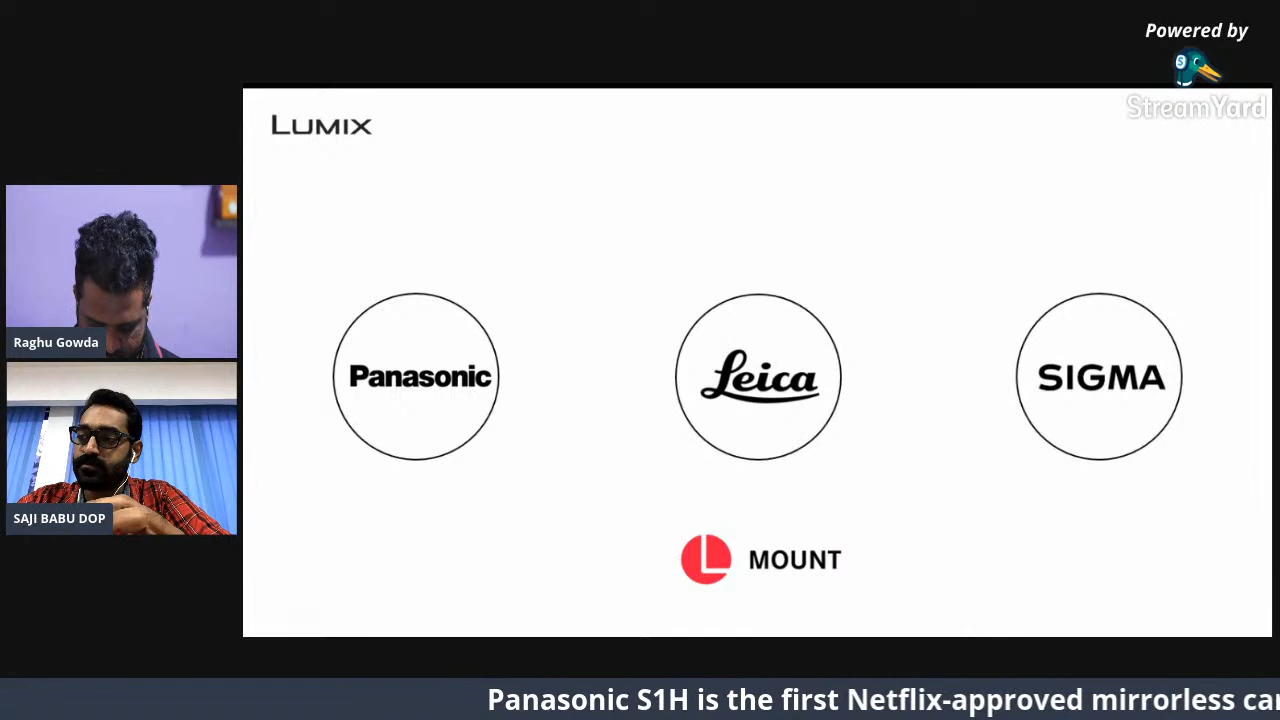 Powered by
StreamYard
LUMIX
Raghu Gowda
SAJI BABU DOP
Panasonic
Leica
SIGMA
L MOUNT
Panasonic S1H is the first Netflix-approved mirrorless ca